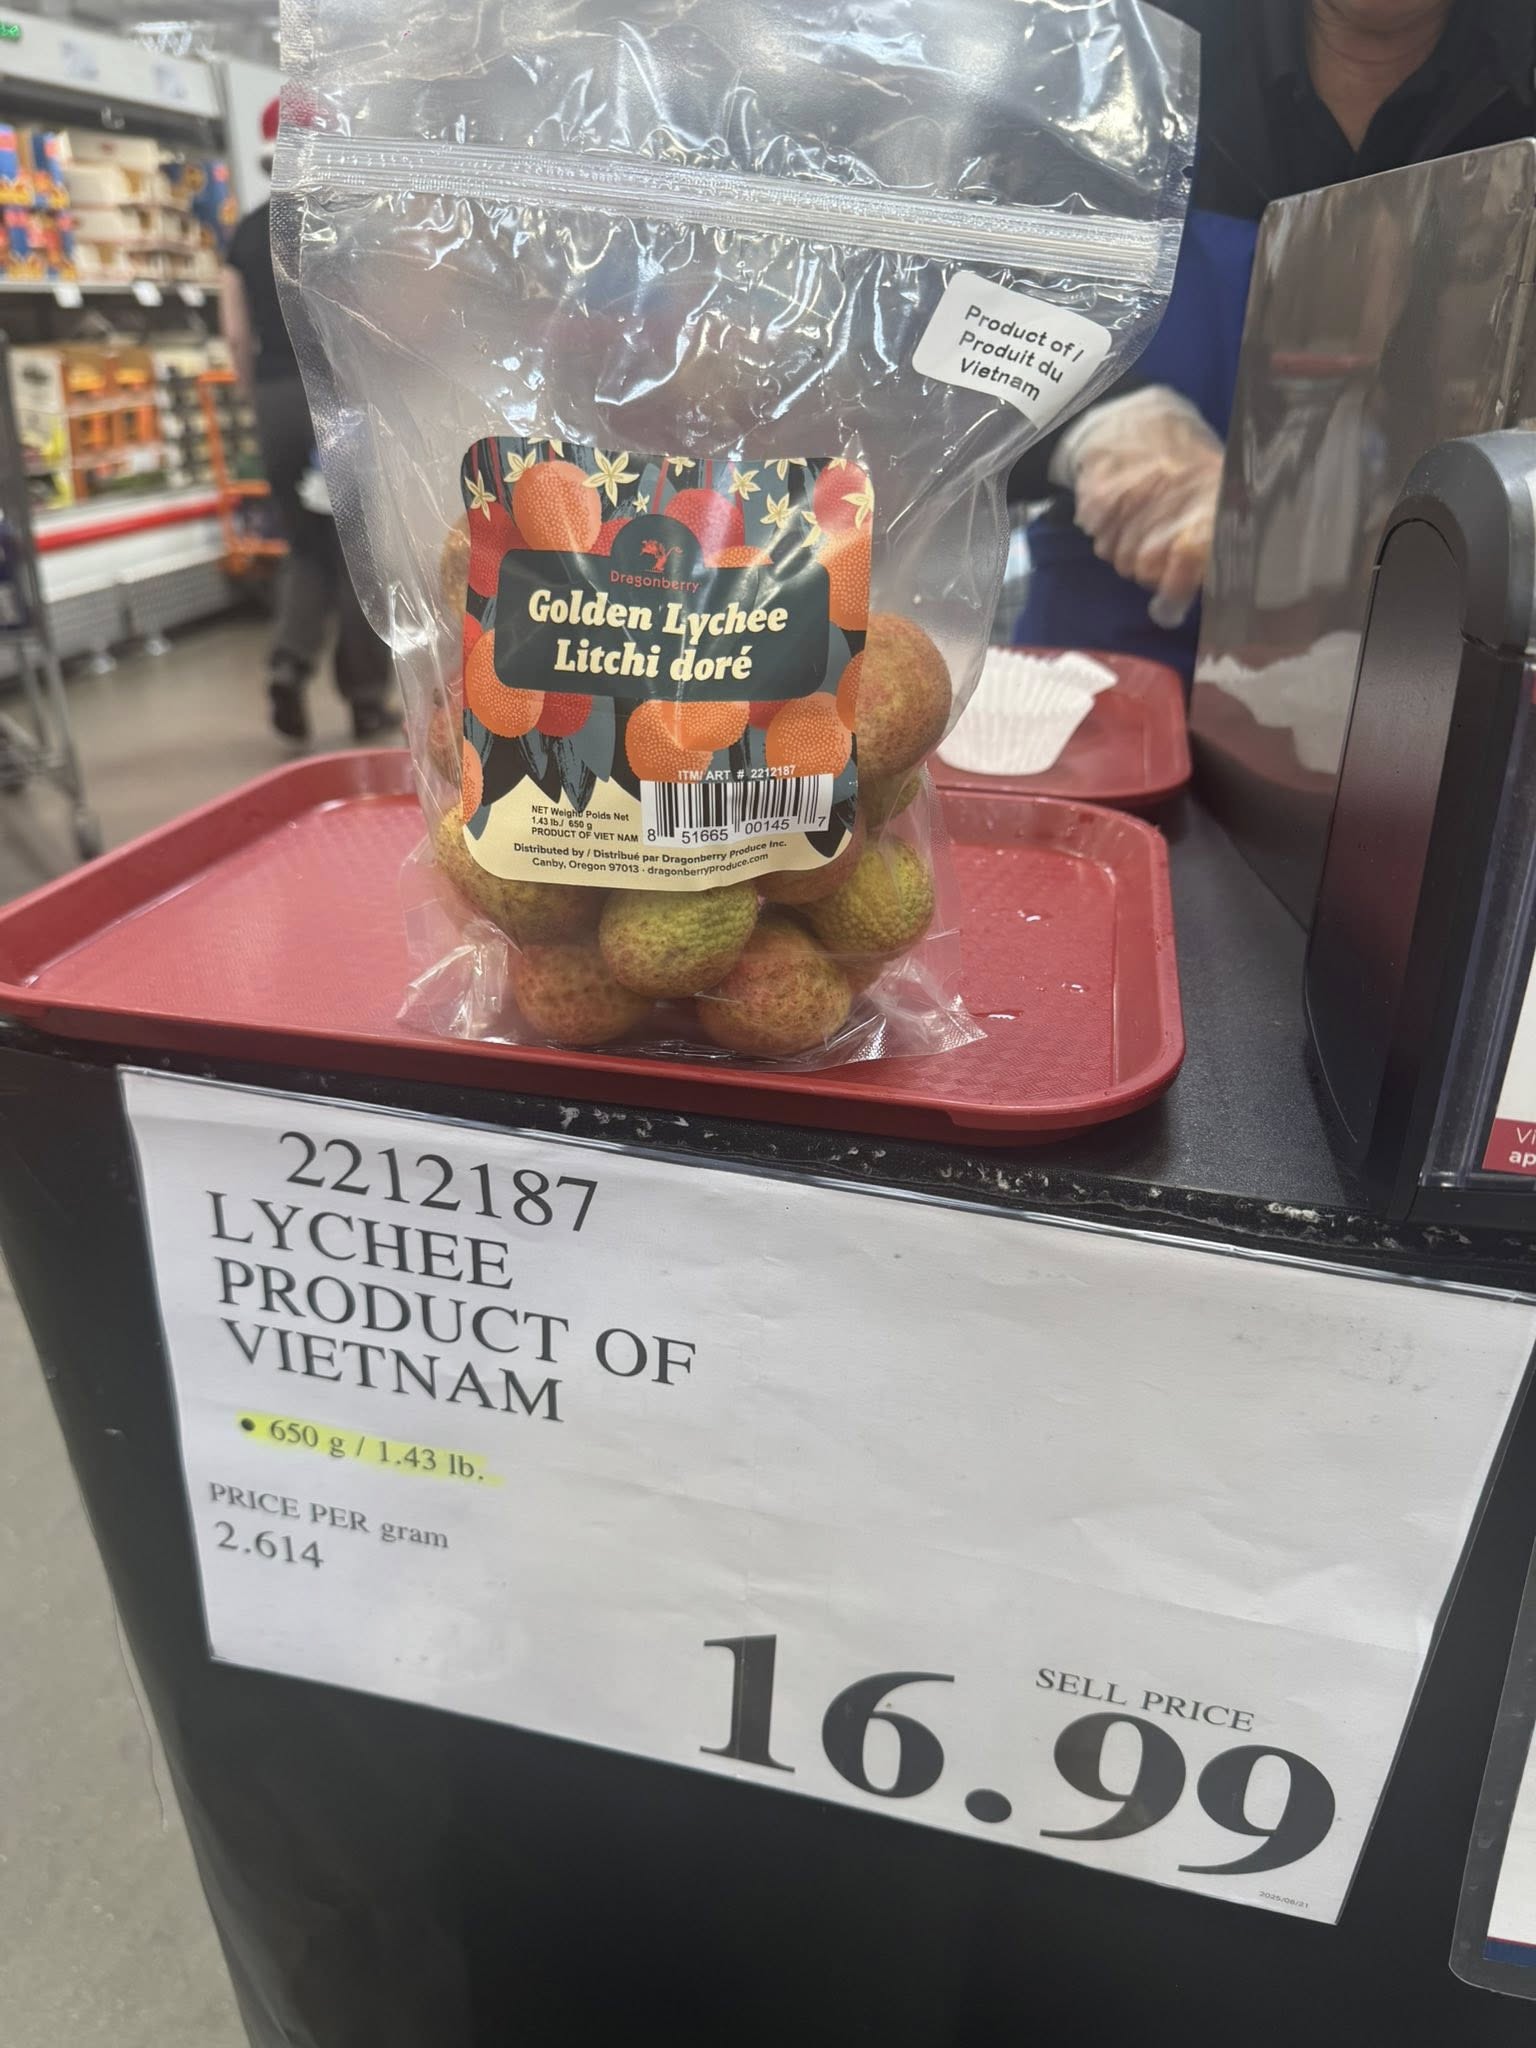 Product of /
Produit du
Vietnam
Dragonberry
Golden Lychee
Litchi doré
ITM/ ART # 2212187
NET Weight/ Poids Net
1.43 lb./ 650 g
PRODUCT OF VIET NAM
8 51665 00145 7
Distributed by / Distribué par Dragonberry Produce Inc.
Canby, Oregon 97013 - dragonberryproduce.com
2212187
LYCHEE
PRODUCT OF
VIETNAM
• 650 g / 1.43 lb.
PRICE PER gram
2.614
SELL PRICE
16.99
2025/06/21